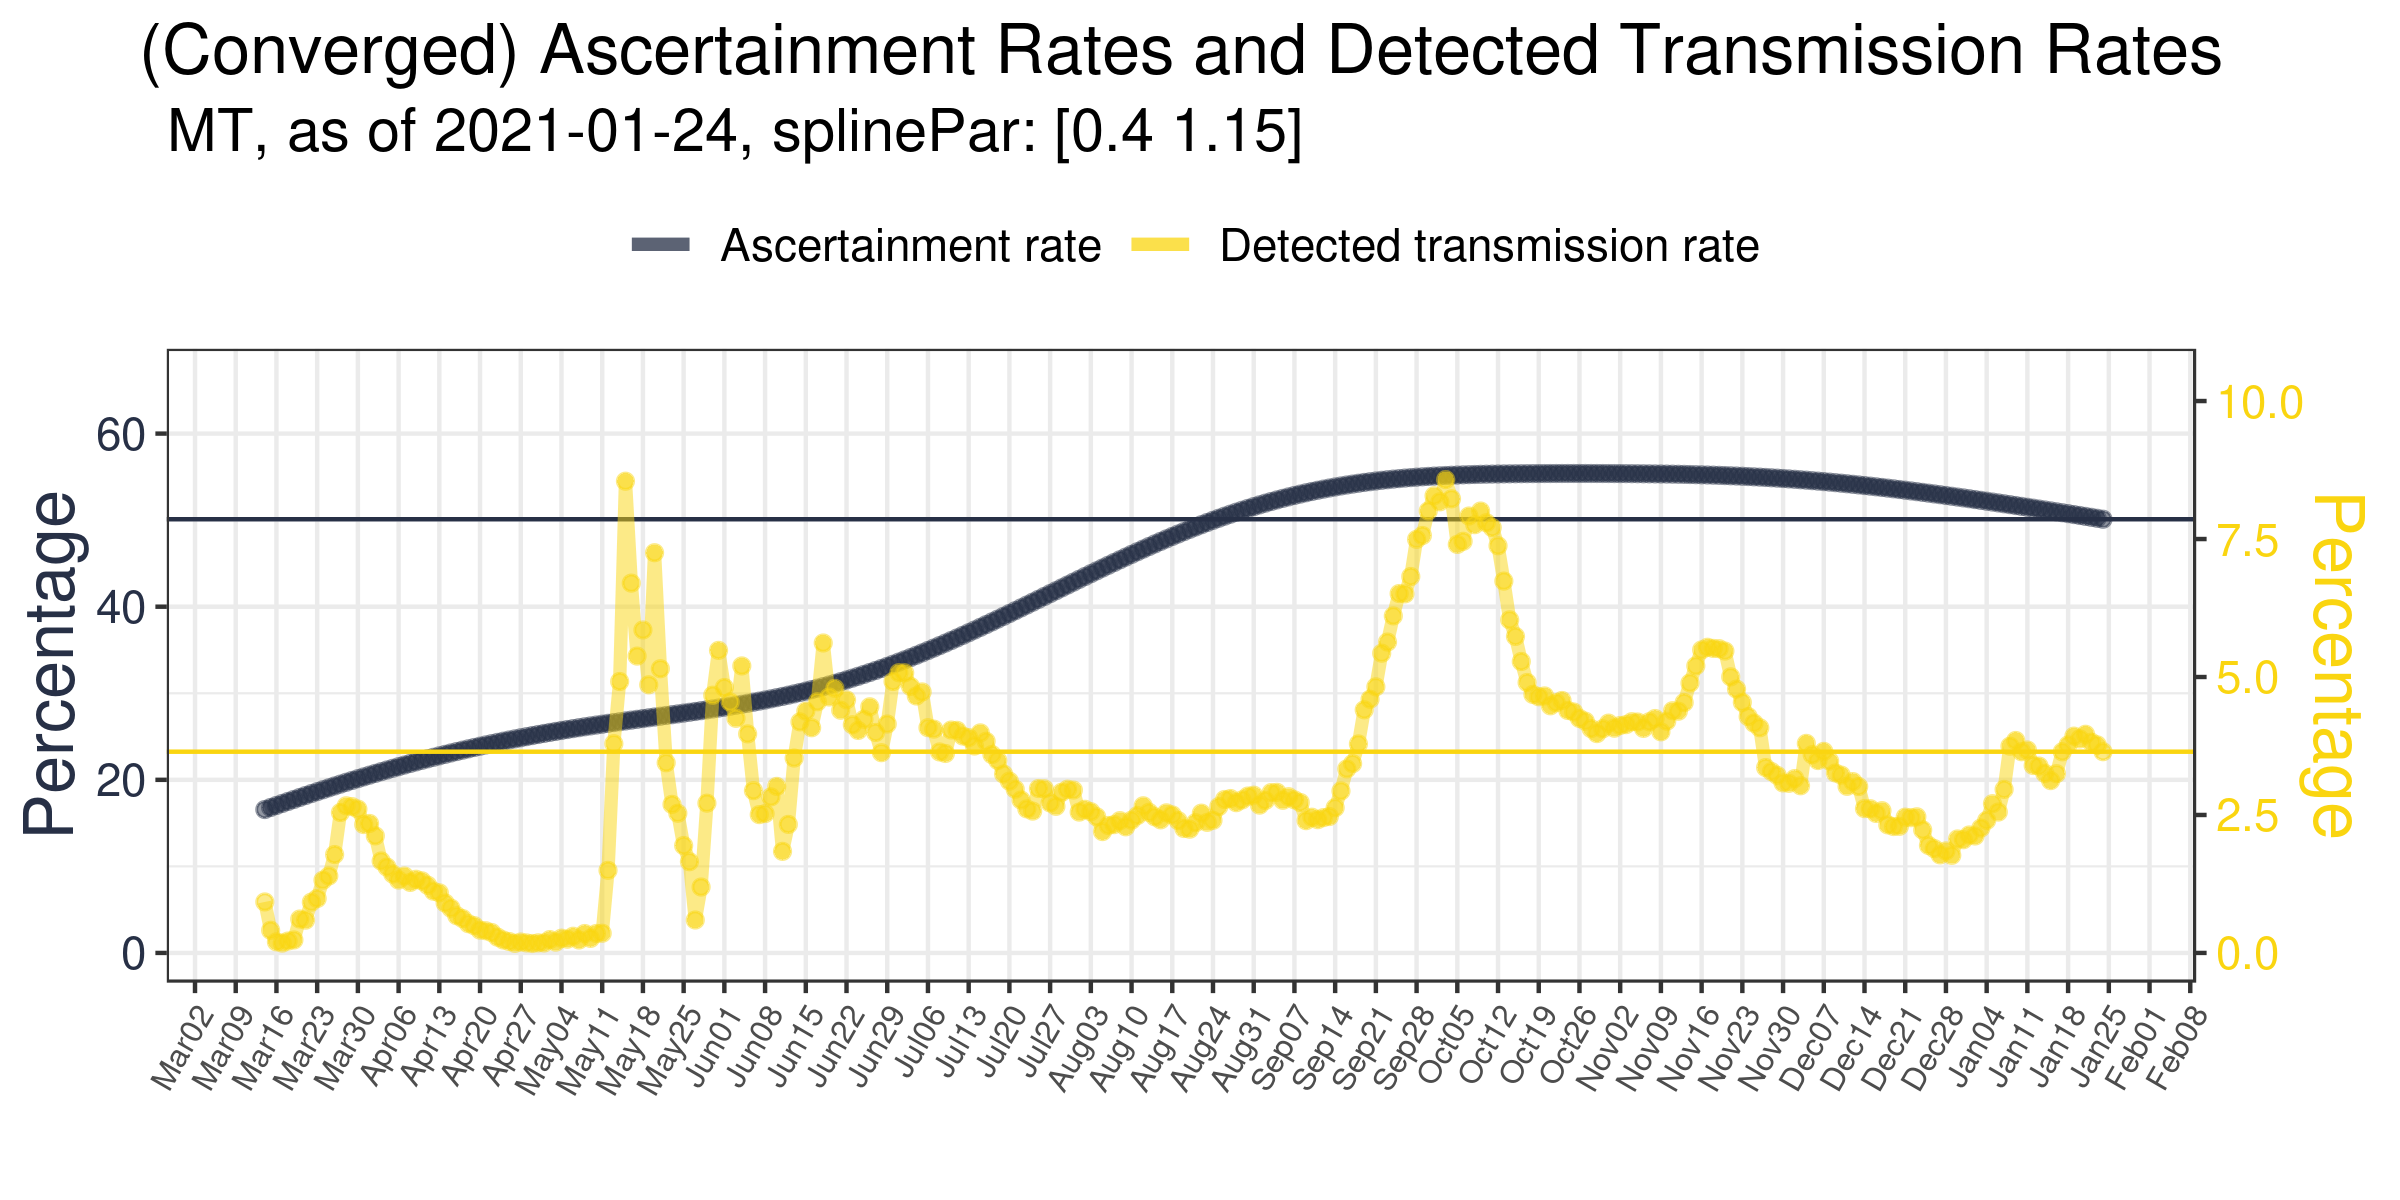 (Converged) Ascertainment Rates and Detected Transmission Rates
MT, as of 2021-01-24, splinePar: [0.4 1.15]
Ascertainment rate
Detected transmission rate
Percentage
60
40
20
0
10.0
7.5
5.0
2.5
0.0
Percentage
Mar02
Mar09
Mar16
Mar23
Mar30
Apr06
Apr13
Apr20
Apr27
May04
May11
May18
May25
Jun01
Jun08
Jun15
Jun22
Jun29
Jul06
Jul13
Jul20
Jul27
Aug03
Aug10
Aug17
Aug24
Aug31
Sep07
Sep14
Sep21
Sep28
Oct05
Oct12
Oct19
Oct26
Nov02
Nov09
Nov16
Nov23
Nov30
Dec07
Dec14
Dec21
Dec28
Jan04
Jan11
Jan18
Jan25
Feb01
Feb08